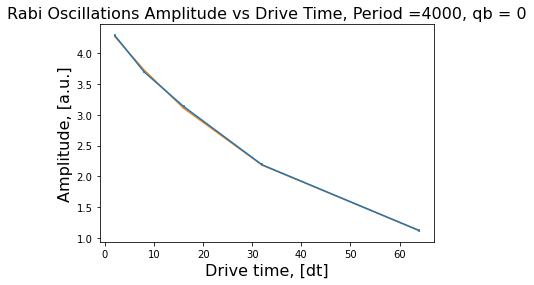 Rabi Oscillations Amplitude vs Drive Time, Period =4000, qb = 0
Amplitude, [a.u.]
4.0
3.5
3.0
2.5
2.0
1.5
1.0
0 10 20 30 40 50 60
Drive time, [dt]